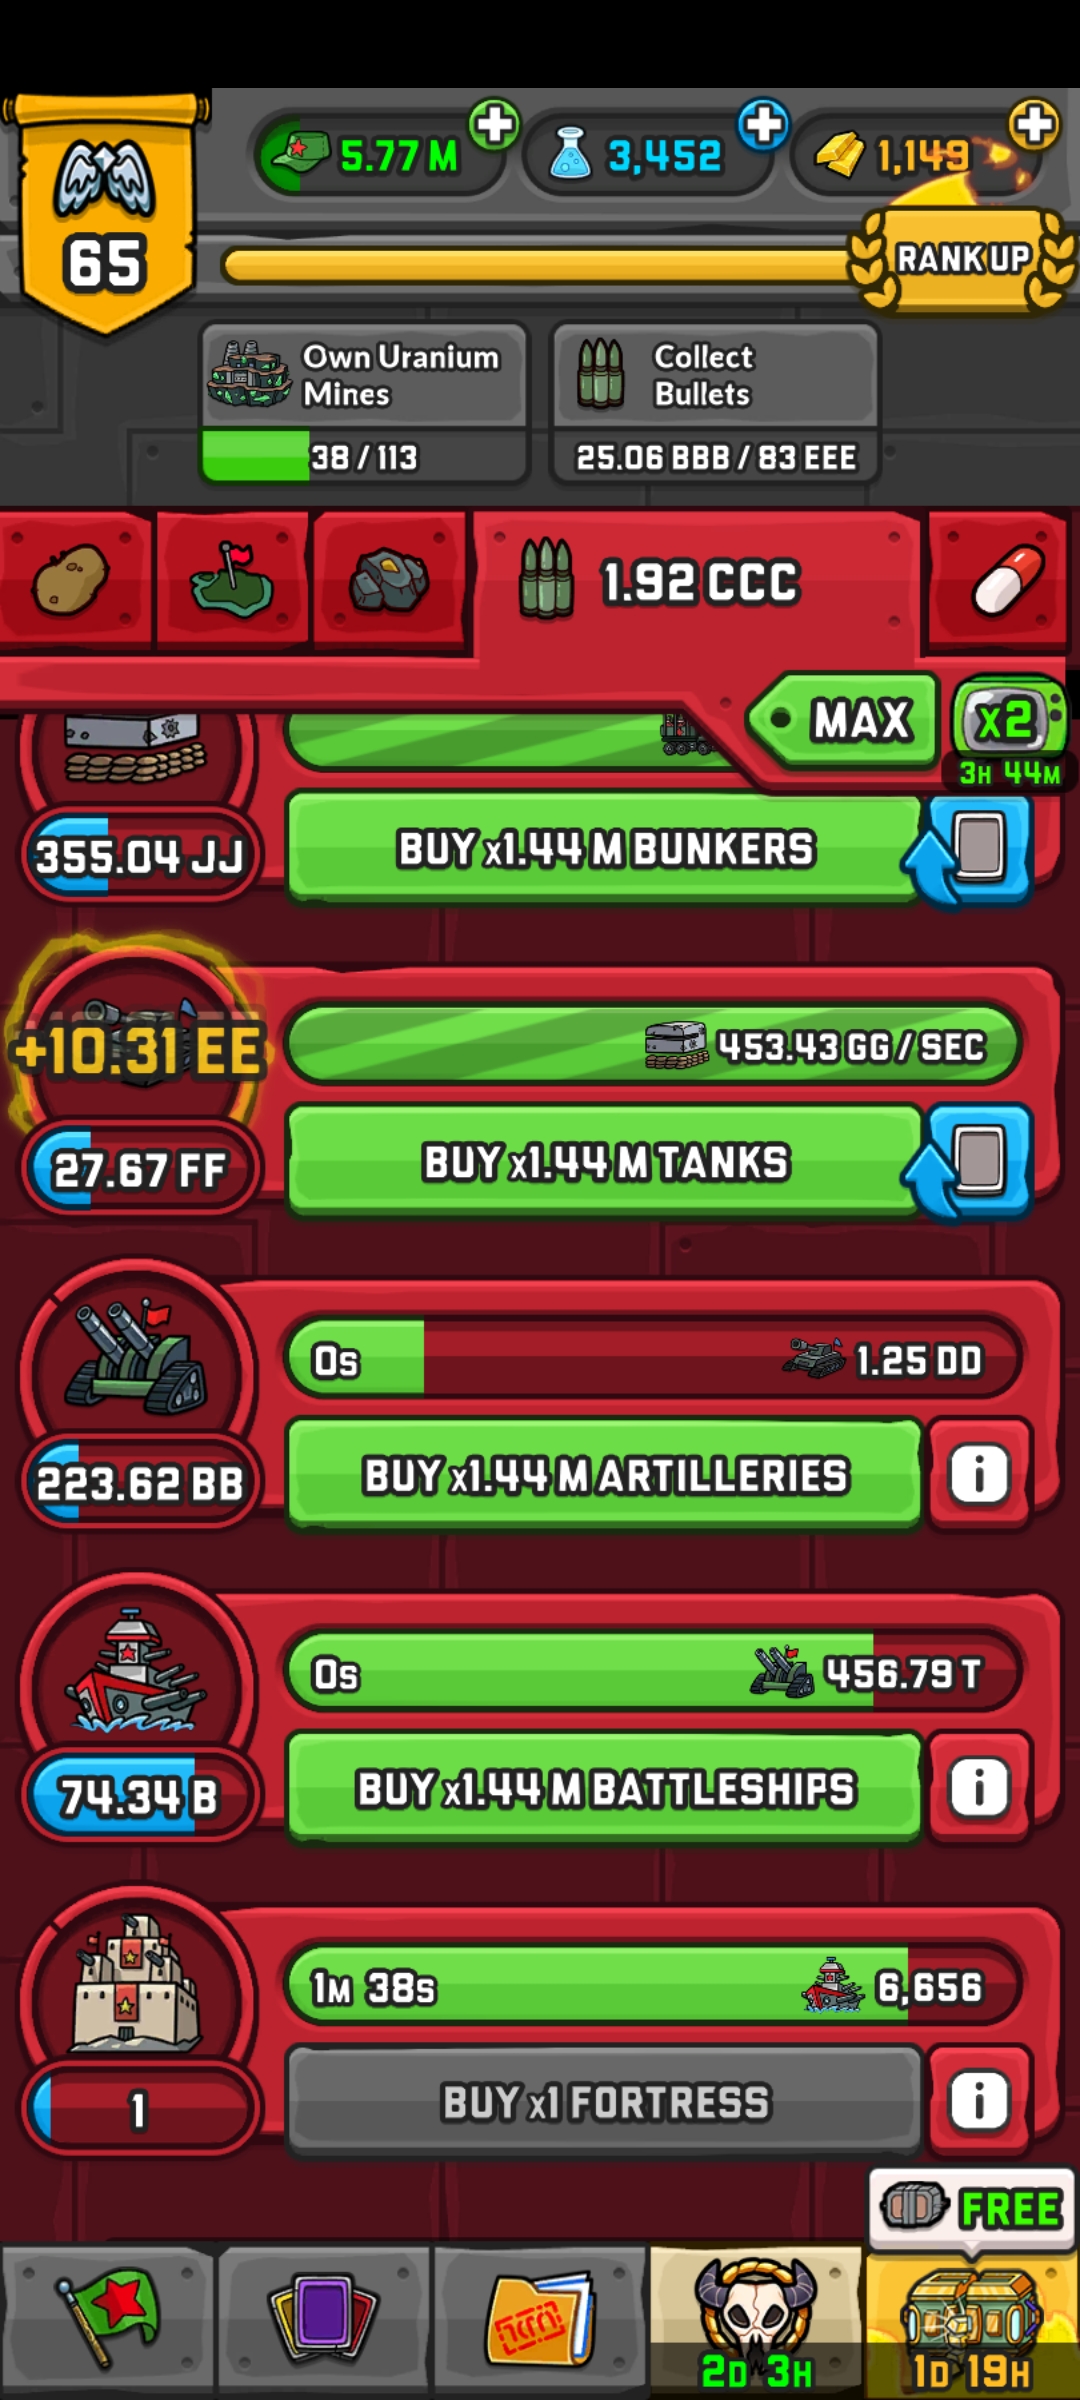 5.77 M
3,452
1,149
65
RANK UP
Own Uranium
Mines
38 / 113
Collect
Bullets
25.06 BBB / 83 EEE
1.92 CCC
MAX
x2
3H 44M
355.04 JJ
BUY x1.44 M BUNKERS
+10.31 EE
453.43 GG / SEC
27.67 FF
BUY x1.44 M TANKS
0s
1.25 DD
223.62 BB
BUY x1.44 M ARTILLERIES
i
0s
456.79 T
74.34 B
BUY x1.44 M BATTLESHIPS
i
1M 38s
6,656
1
BUY x1 FORTRESS
i
FREE
2D 3H
1D 19H